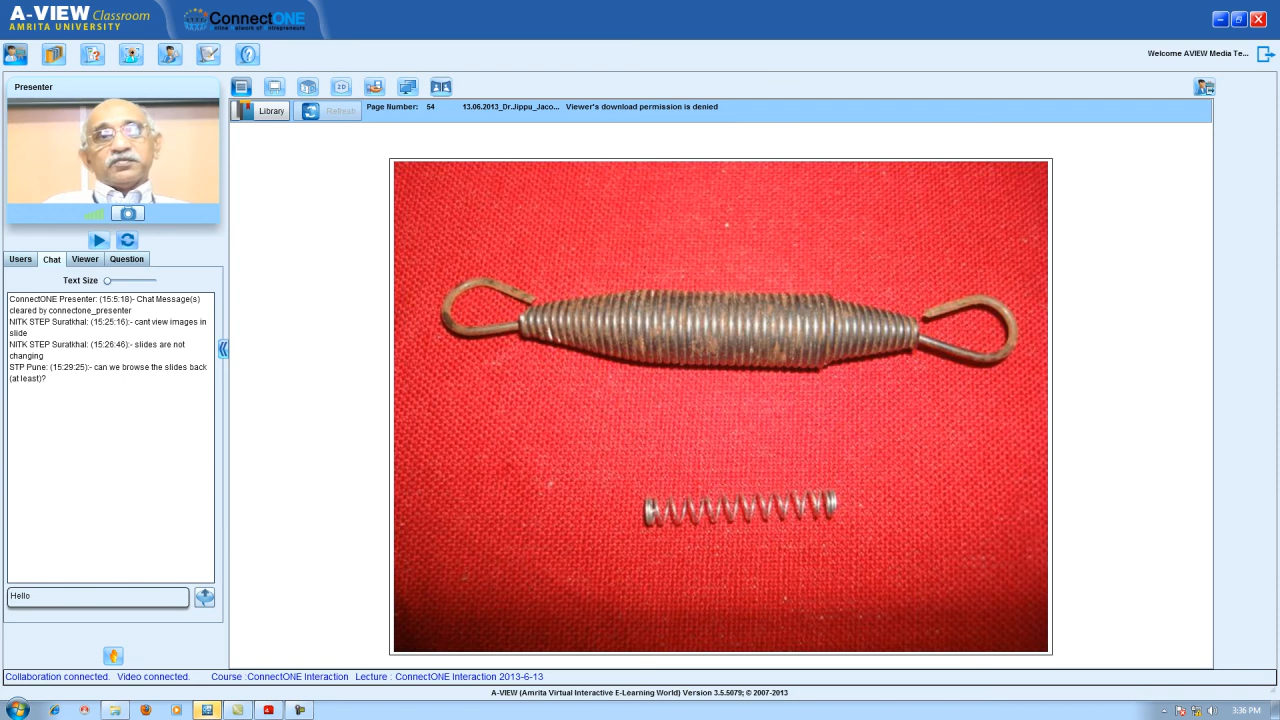 A-VIEW Classroom
AMRITA UNIVERSITY
ConnectONE
Welcome AVIEW Media Te...
Presenter
Library
Refresh
Page Number: 54 13.06.2013_Dr.Jippu_Jaco... Viewer's download permission is denied
2D
Users Chat Viewer Question
Text Size
ConnectONE Presenter: (15:5:18)- Chat Message(s)
cleared by connectone_presenter
NITK STEP Suratkhal: (15:25:16):- cant view images in
slide
NITK STEP Suratkhal: (15:26:46):- slides are not
changing
STP Pune: (15:29:25):- can we browse the slides back
(at least)?
Hello
Collaboration connected. Video connected. Course :ConnectONE Interaction Lecture : ConnectONE Interaction 2013-6-13
A-VIEW (Amrita Virtual Interactive E-Learning World) Version 3.5.5079; © 2007-2013
3:36 PM